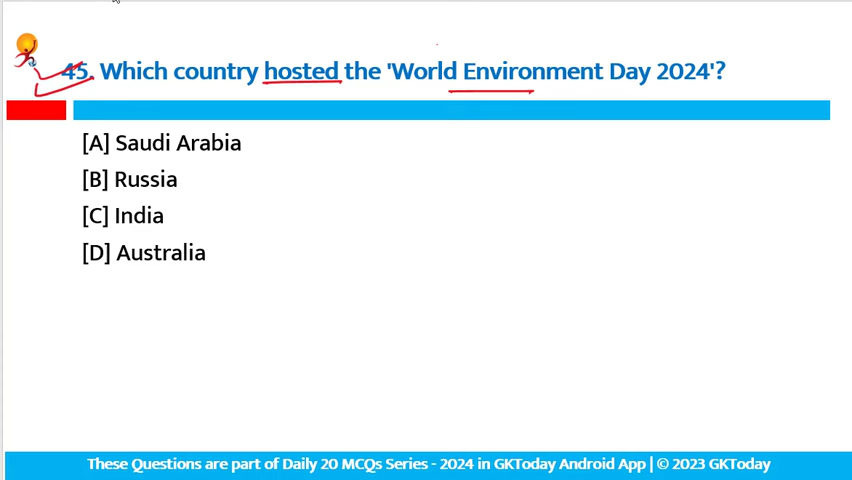 45. Which country hosted the 'World Environment Day 2024'?
[A] Saudi Arabia
[B] Russia
[C] India
[D] Australia
These Questions are part of Daily 20 MCQs Series - 2024 in GKToday Android App | © 2023 GKToday